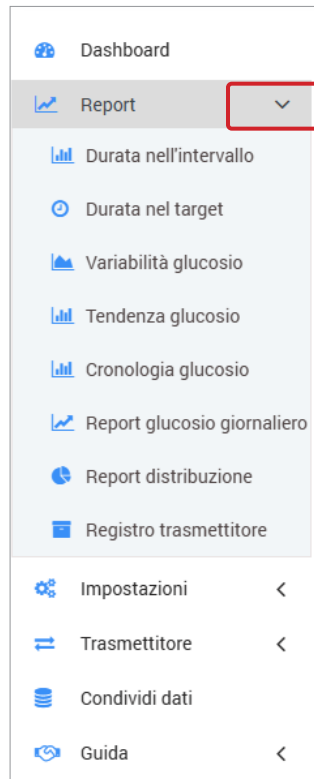 Dashboard
Report
Durata nell'intervallo
Durata nel target
Variabilità glucosio
Tendenza glucosio
Cronologia glucosio
Report glucosio giornaliero
Report distribuzione
Registro trasmettitore
Impostazioni
Trasmettitore
Condividi dati
Guida